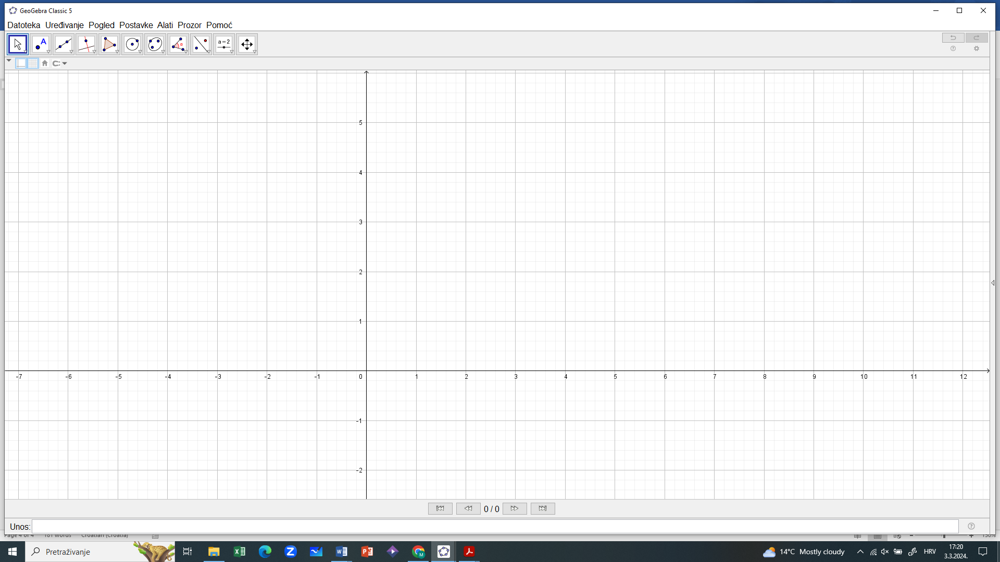 GeoGebra Classic 5
Datoteka Uređivanje Pogled Postavke Alati Prozor Pomoć
A
α
a=2
5
4
3
2
1
-7 -6 -5 -4 -3 -2 -1 0 1 2 3 4 5 6 7 8 9 10 11 12
-1
-2
0 / 0
Unos:
Page 4 of 4 181 words Croatian (Croatia) 130%
Pretraživanje
14°C Mostly cloudy
HRV
17:20
3.3.2024.